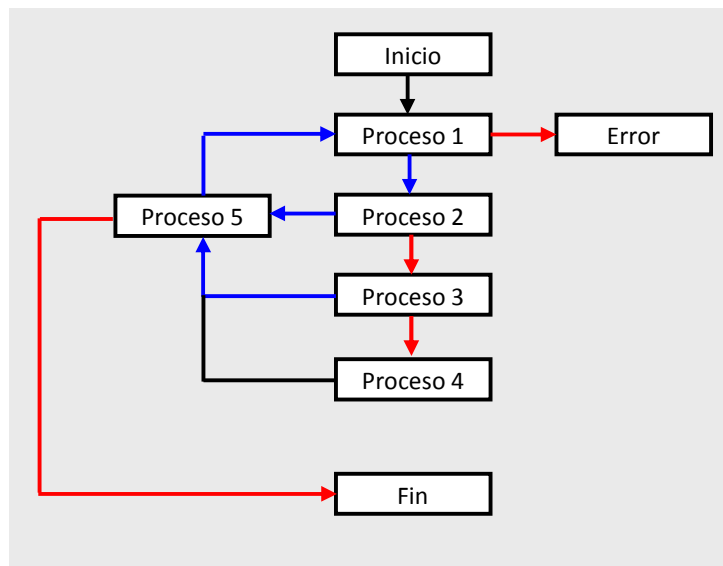 Inicio
Proceso 1
Error
Proceso 5
Proceso 2
Proceso 3
Proceso 4
Fin